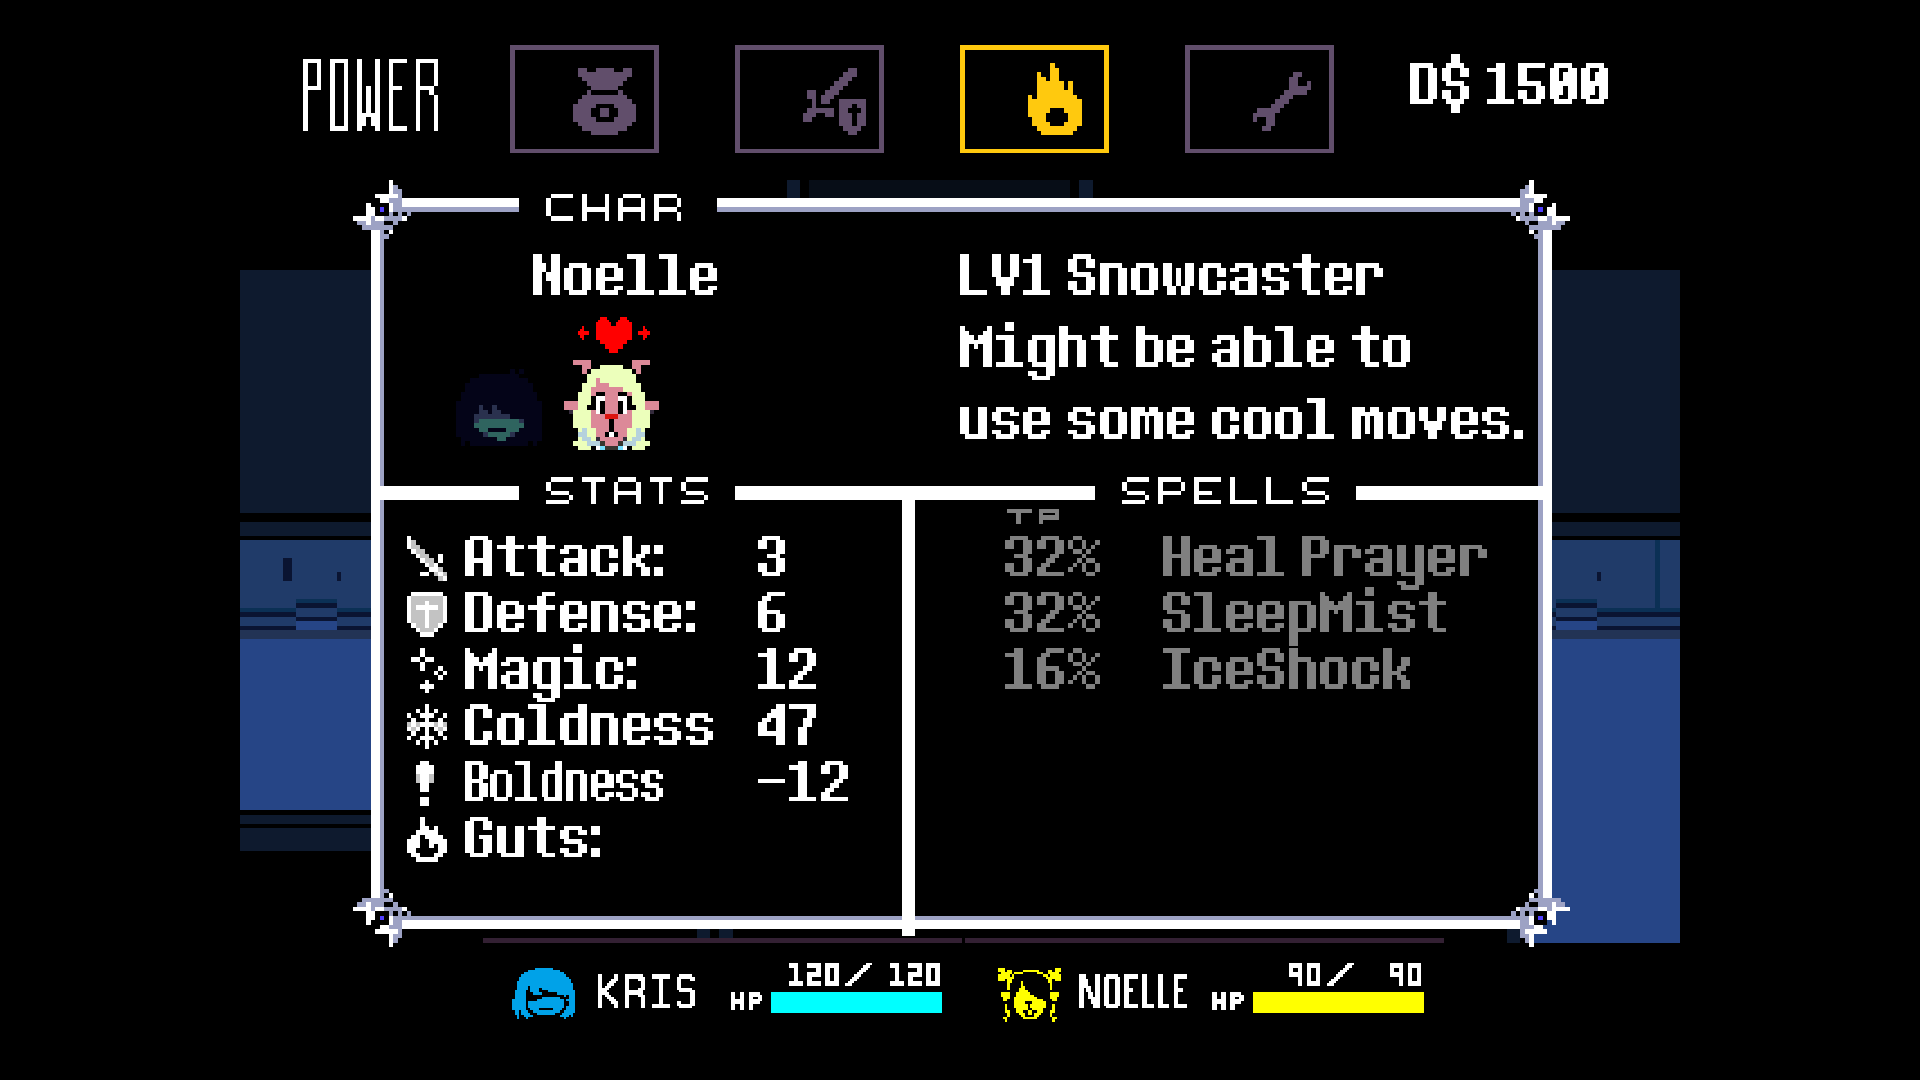 POWER
D$ 1500
CHAR
Noelle
LV1 Snowcaster
Might be able to
use some cool moves.
STATS
SPELLS
TP
Attack: 3
32% Heal Prayer
Defense: 6
32% SleepMist
Magic: 12
16% IceShock
Coldness 47
Boldness -12
Guts:
KRIS HP 120/ 120
NOELLE HP 90/ 90